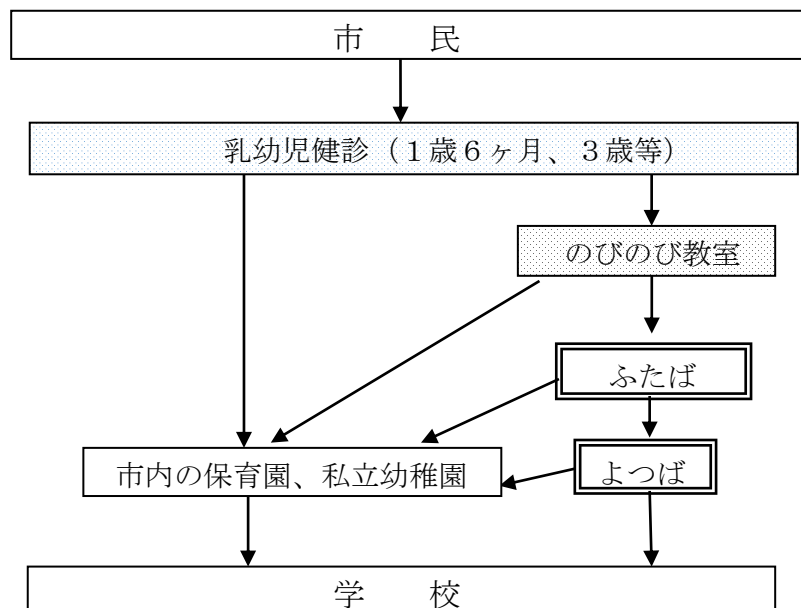 市　　民
乳幼児健診（１歳６ヶ月、３歳等）
のびのび教室
ふたば
市内の保育園、私立幼稚園
よつば
学　　校